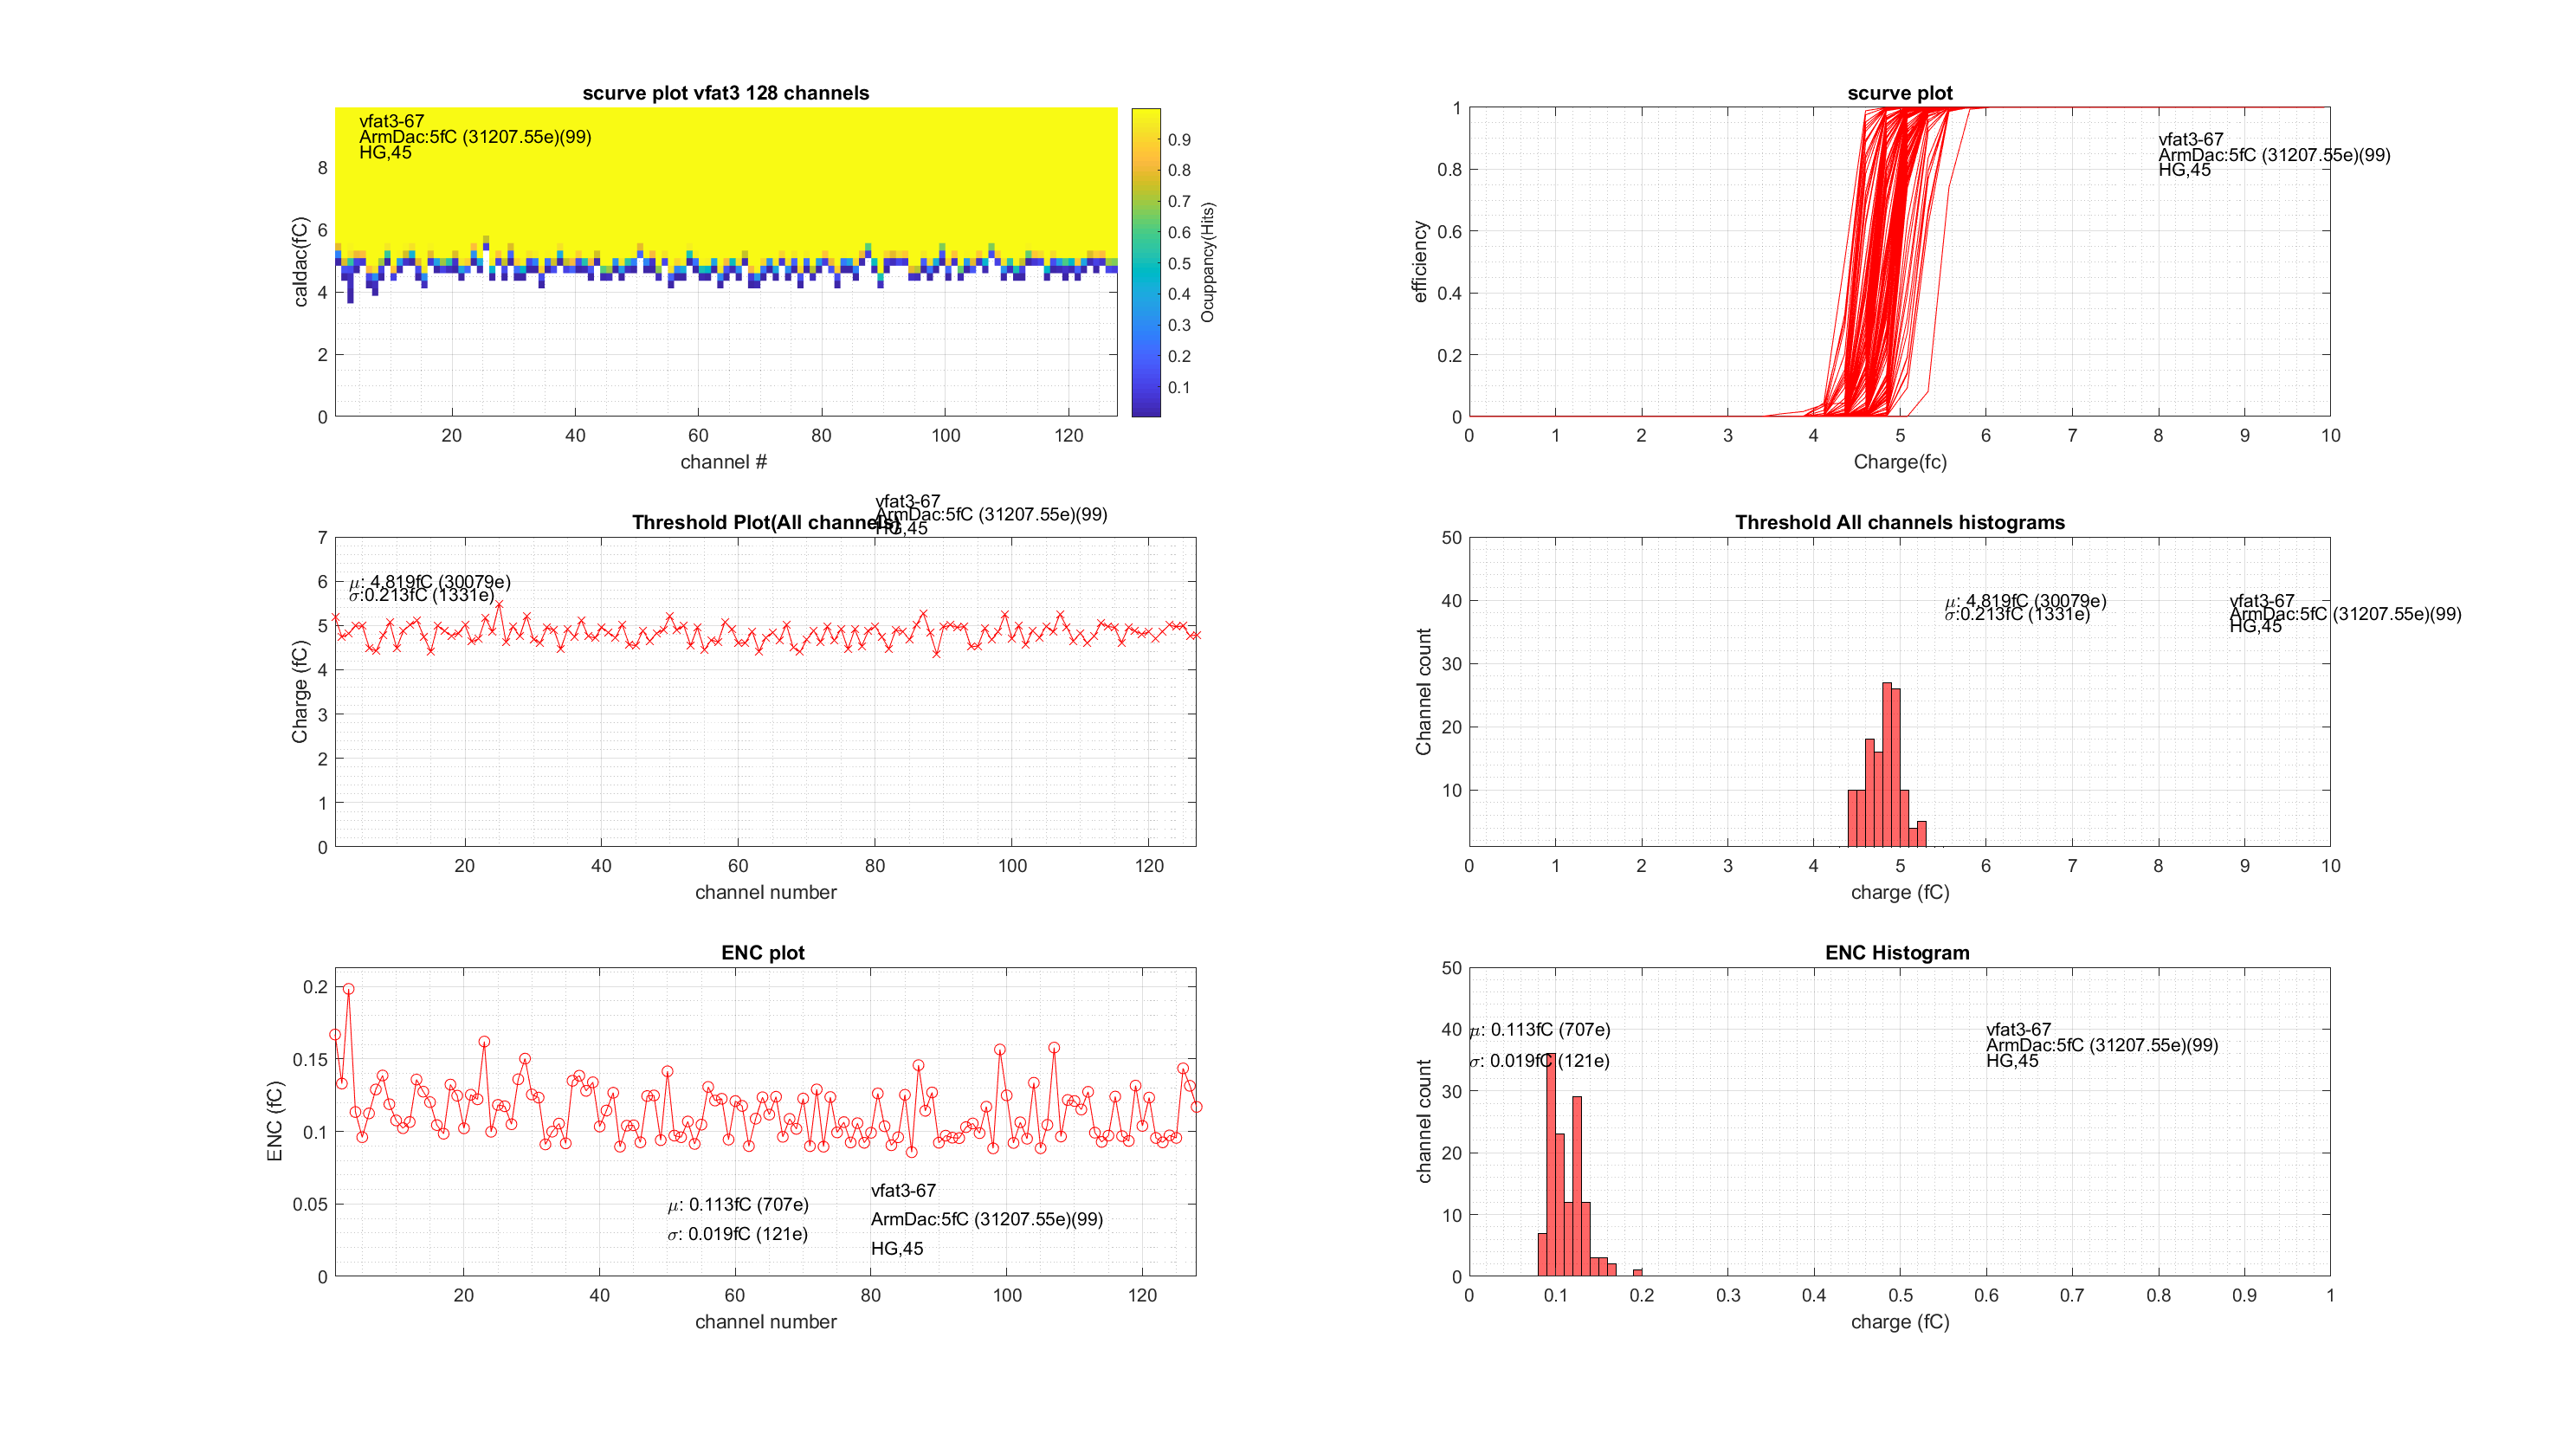 scurve plot vfat3 128 channels
vfat3-67
ArmDac:5fC (31207.55e)(99)
HG,45
caldac(fC)
8
6
4
2
0
20 40 60 80 100 120
channel #
0.9
0.8
0.7
0.6
0.5
0.4
0.3
0.2
0.1
Ocuppancy(Hits)
scurve plot
vfat3-67
ArmDac:5fC (31207.55e)(99)
HG,45
efficiency
1
0.8
0.6
0.4
0.2
0
0 1 2 3 4 5 6 7 8 9 10
Charge(fc)
vfat3-67
ArmDac:5fC (31207.55e)(99)
HG,45
Threshold Plot(All channels)
μ: 4.819fC (30079e)
σ:0.213fC (1331e)
Charge (fC)
7
6
5
4
3
2
1
0
20 40 60 80 100 120
channel number
Threshold All channels histograms
μ: 4.819fC (30079e)
σ:0.213fC (1331e)
vfat3-67
ArmDac:5fC (31207.55e)(99)
HG,45
Channel count
50
40
30
20
10
0 1 2 3 4 5 6 7 8 9 10
charge (fC)
ENC plot
ENC (fC)
0.2
0.15
0.1
0.05
0
μ: 0.113fC (707e)
σ: 0.019fC (121e)
vfat3-67
ArmDac:5fC (31207.55e)(99)
HG,45
20 40 60 80 100 120
channel number
ENC Histogram
μ: 0.113fC (707e)
σ: 0.019fC (121e)
vfat3-67
ArmDac:5fC (31207.55e)(99)
HG,45
channel count
50
40
30
20
10
0
0 0.1 0.2 0.3 0.4 0.5 0.6 0.7 0.8 0.9 1
charge (fC)